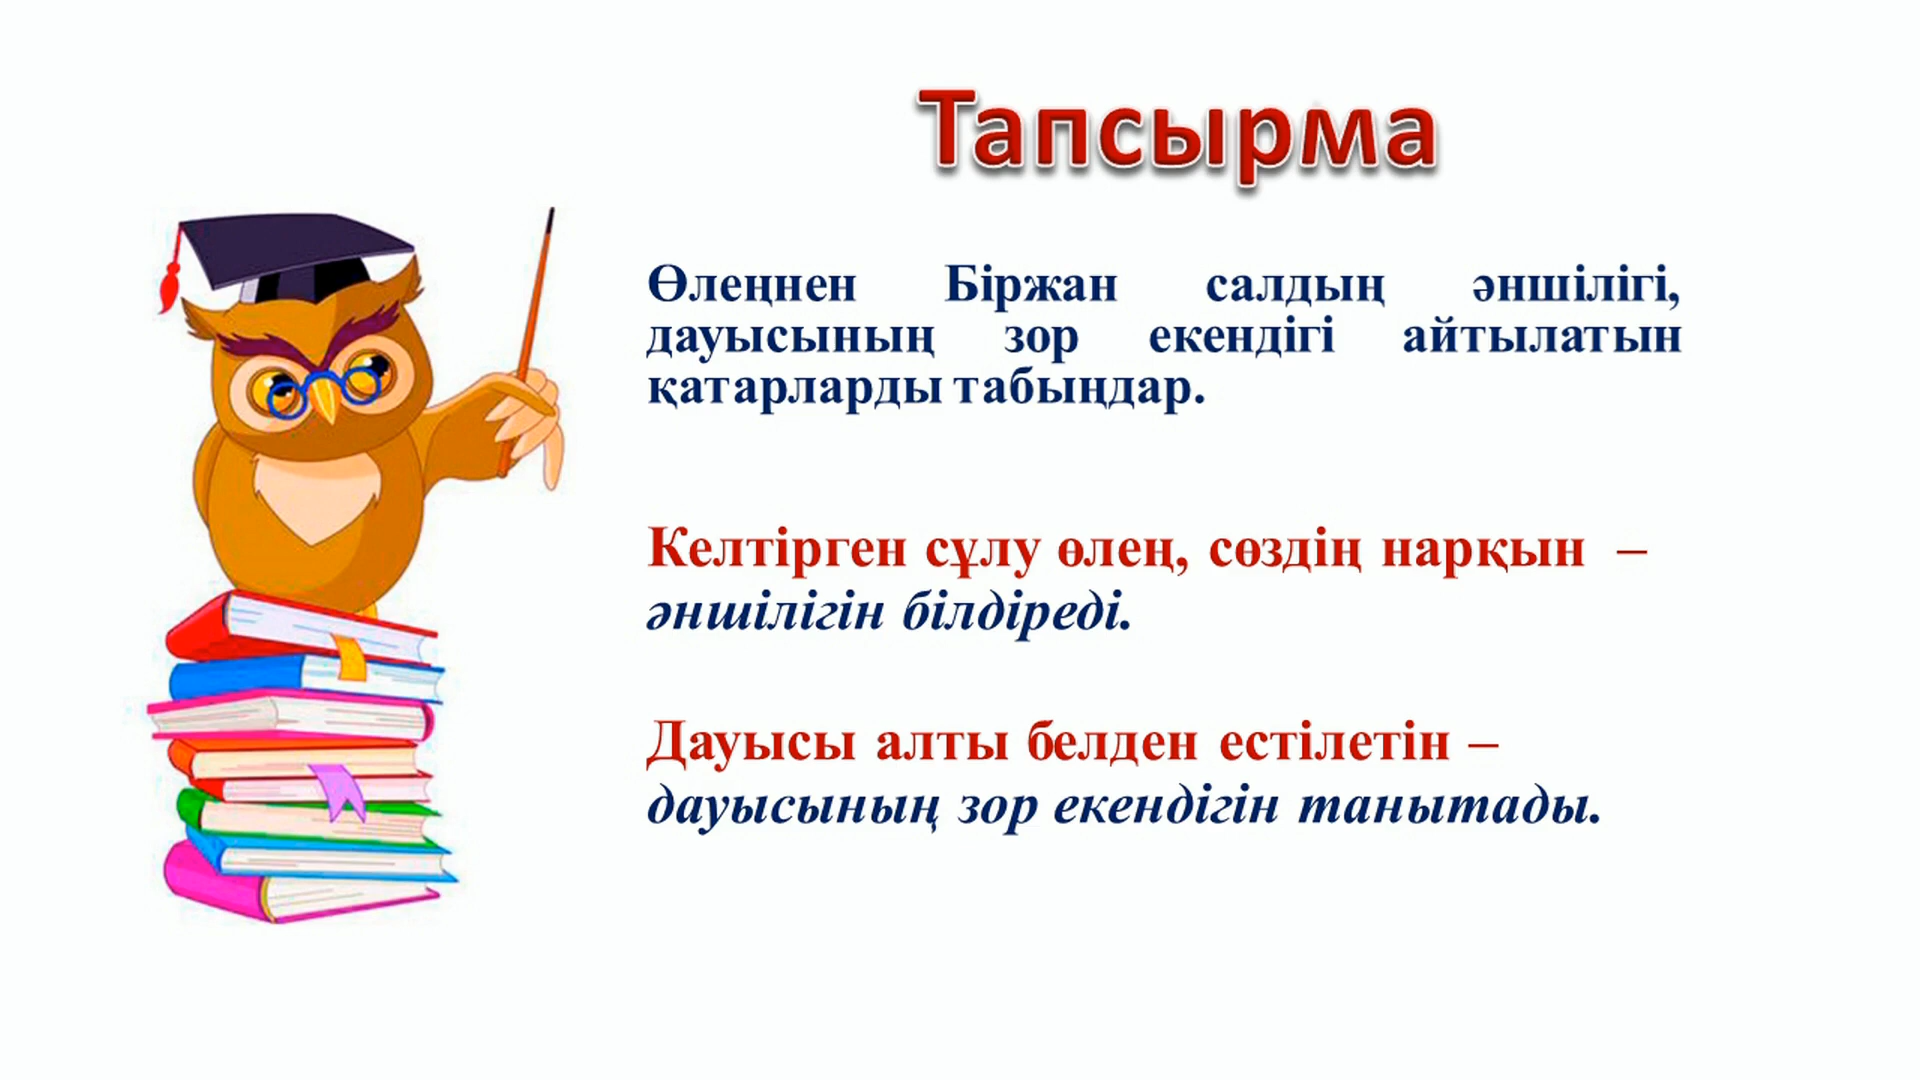 Тапсырма
Өлеңнен Біржан салдың әншілігі,
дауысының зор екендігі айтылатын
қатарларды табыңдар.
Келтірген сұлу өлең, сөздің нарқын –
әншілігін білдіреді.
Дауысы алты белден естілетін –
дауысының зор екендігін танытады.